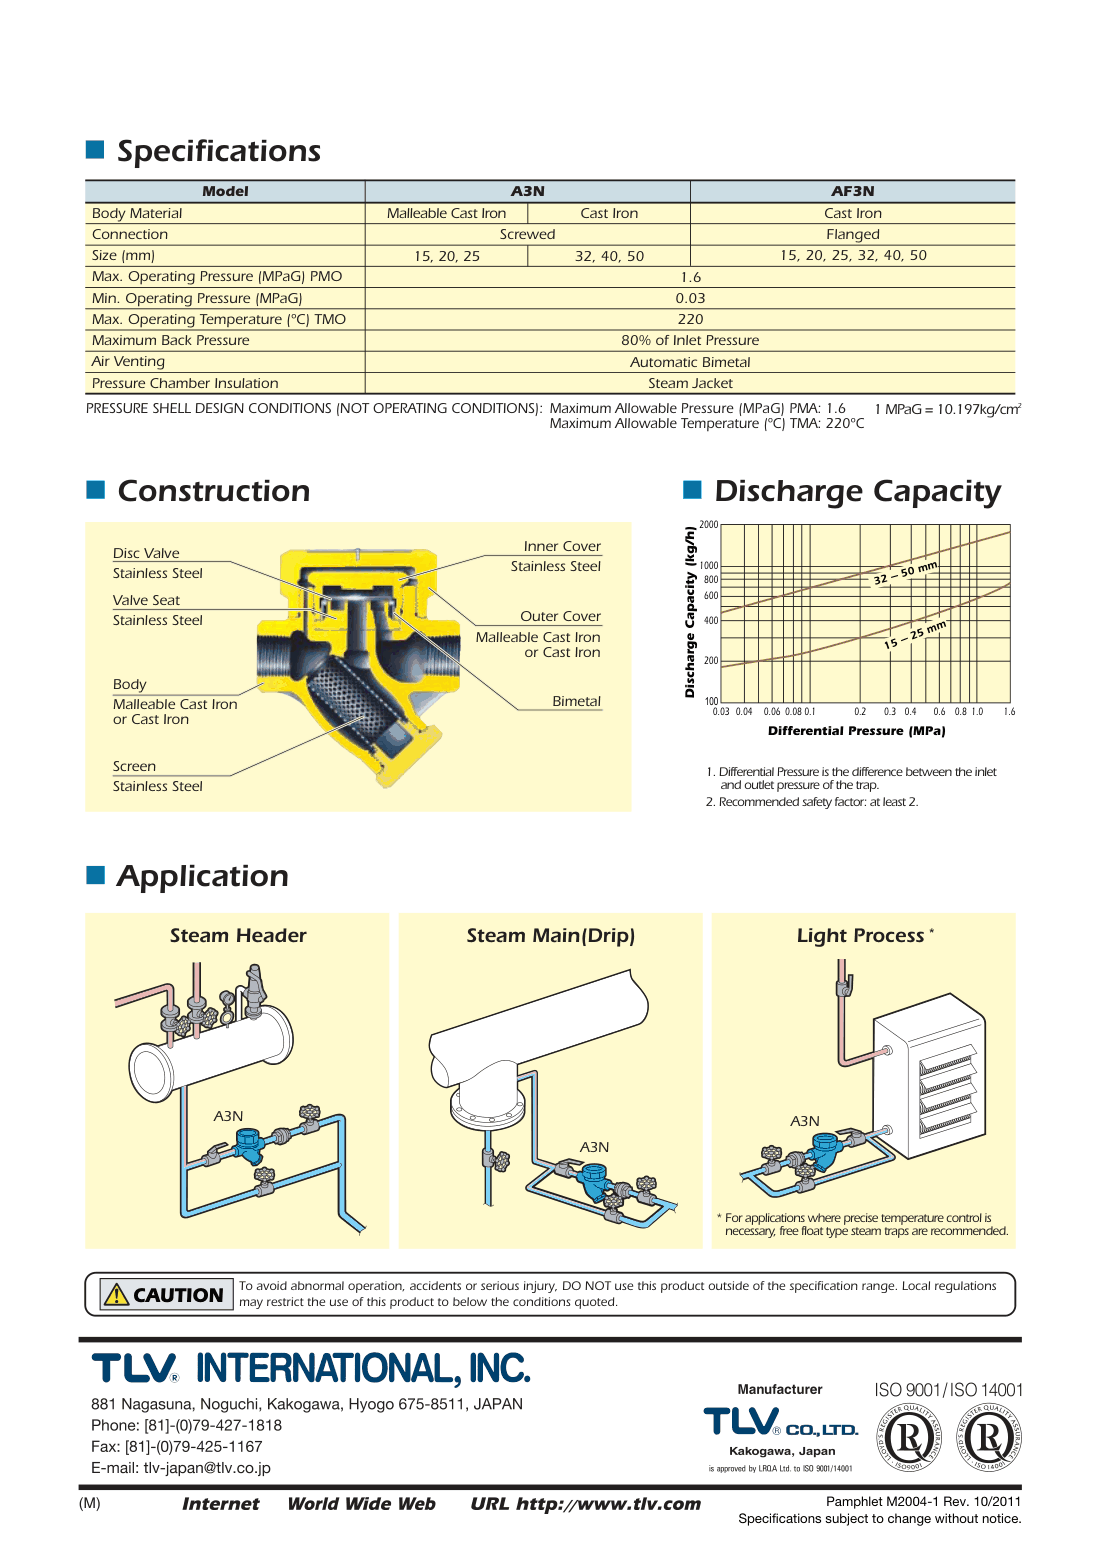 Specifications
Model A3N AF3N
Body Material Malleable Cast Iron Cast Iron Cast Iron
Connection Screwed Flanged
Size (mm) 15, 20, 25 32, 40, 50 15, 20, 25, 32, 40, 50
Max. Operating Pressure (MPaG) PMO 1.6
Min. Operating Pressure (MPaG) 0.03
Max. Operating Temperature (°C) TMO 220
Maximum Back Pressure 80% of Inlet Pressure
Air Venting Automatic Bimetal
Pressure Chamber Insulation Steam Jacket
PRESSURE SHELL DESIGN CONDITIONS (NOT OPERATING CONDITIONS): Maximum Allowable Pressure (MPaG) PMA: 1.6 1 MPaG = 10.197kg/cm²
Maximum Allowable Temperature (°C) TMA: 220°C
Construction
Disc Valve
Stainless Steel
Valve Seat
Stainless Steel
Body
Malleable Cast Iron
or Cast Iron
Screen
Stainless Steel
Inner Cover
Stainless Steel
Outer Cover
Malleable Cast Iron
or Cast Iron
Bimetal
Discharge Capacity
Discharge Capacity (kg/h)
2000
1000
800
600
400
200
100
32 – 50 mm
15 – 25 mm
0.03 0.04 0.06 0.08 0.1 0.2 0.3 0.4 0.6 0.8 1.0 1.6
Differential Pressure (MPa)
1. Differential Pressure is the difference between the inlet
and outlet pressure of the trap.
2. Recommended safety factor: at least 2.
Application
Steam Header
A3N
Steam Main(Drip)
A3N
Light Process *
A3N
* For applications where precise temperature control is
necessary, free float type steam traps are recommended.
CAUTION
To avoid abnormal operation, accidents or serious injury, DO NOT use this product outside of the specification range. Local regulations
may restrict the use of this product to below the conditions quoted.
TLV® INTERNATIONAL, INC.
881 Nagasuna, Noguchi, Kakogawa, Hyogo 675-8511, JAPAN
Phone: [81]-(0)79-427-1818
Fax: [81]-(0)79-425-1167
E-mail: tlv-japan@tlv.co.jp
Manufacturer
TLV® CO., LTD.
Kakogawa, Japan
is approved by LRQA Ltd. to ISO 9001/14001
ISO 9001/ISO 14001
LLOYD'S REGISTER QUALITY ASSURANCE
LRQ
ISO9001
LLOYD'S REGISTER QUALITY ASSURANCE
LRQ
ISO14001
(M) Internet World Wide Web URL http://www.tlv.com
Pamphlet M2004-1 Rev. 10/2011
Specifications subject to change without notice.